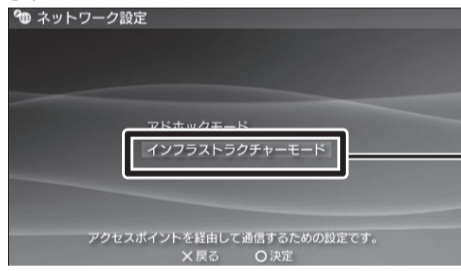 ネットワーク設定
アドホックモード
インフラストラクチャーモード
アクセスポイントを経由して通信するための設定です。
×戻る ○決定